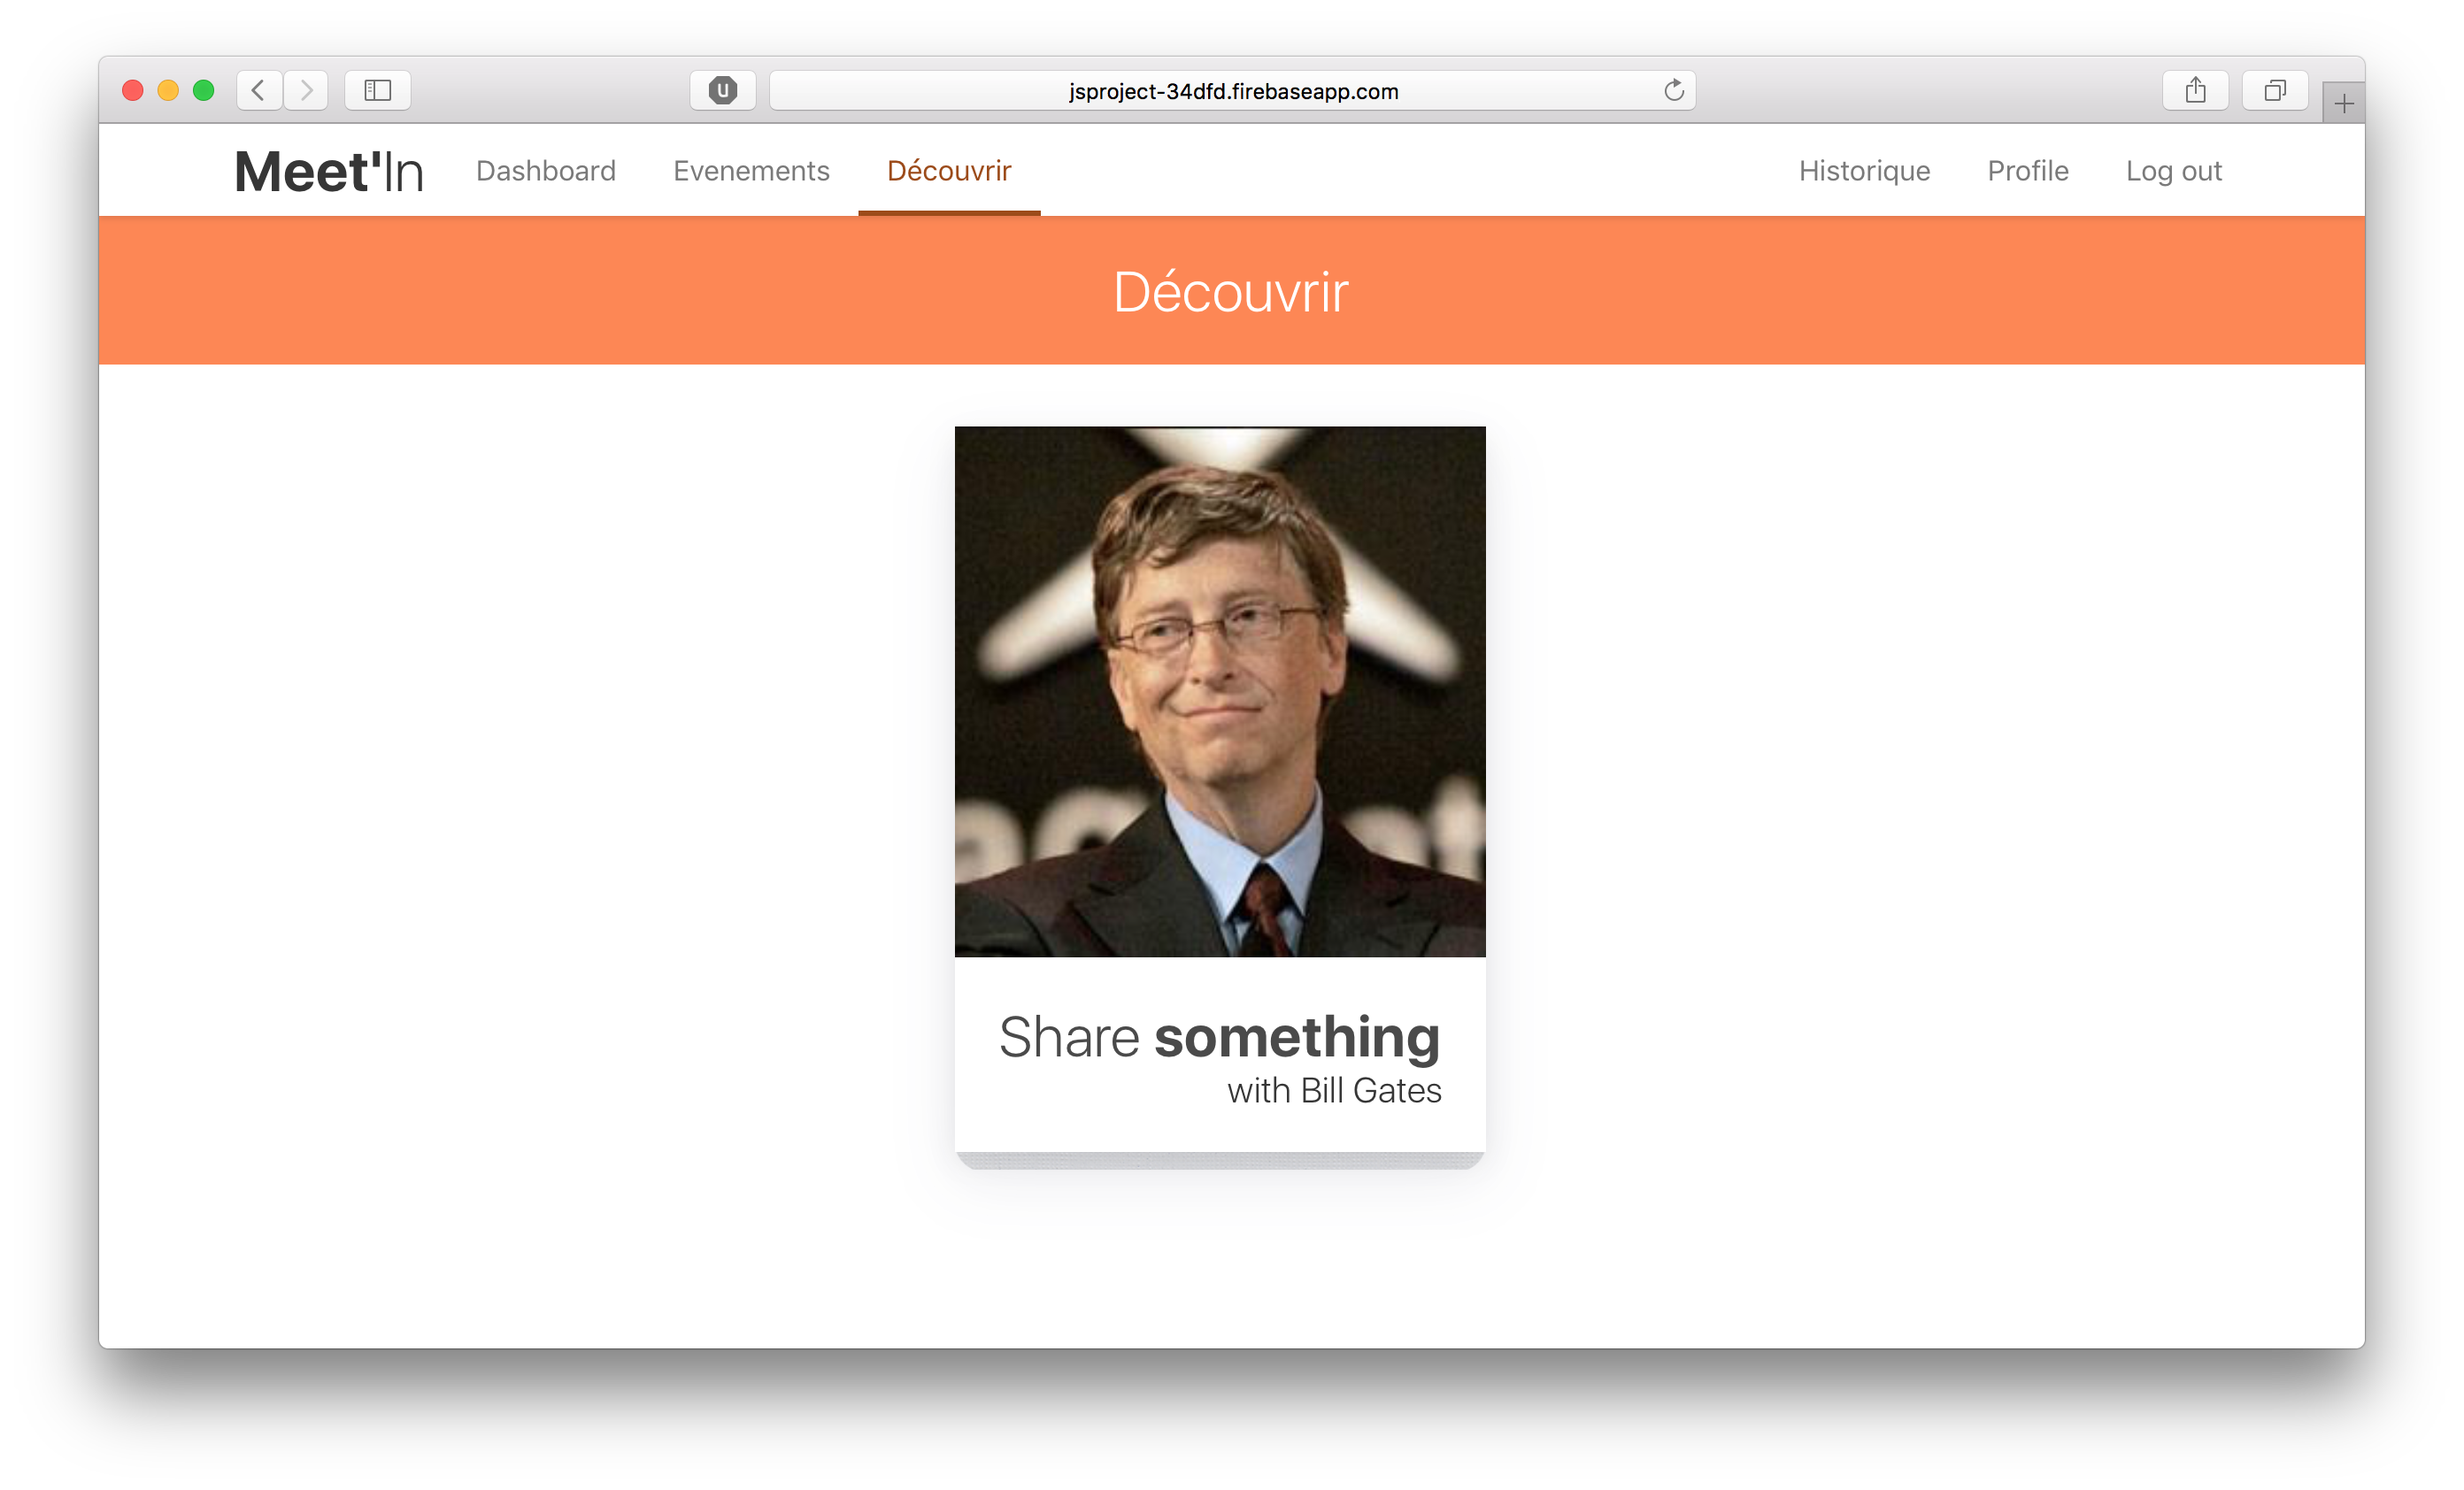 jsproject-34dfd.firebaseapp.com
Meet'In Dashboard Evenements Découvrir Historique Profile Log out
Découvrir
Share something
with Bill Gates